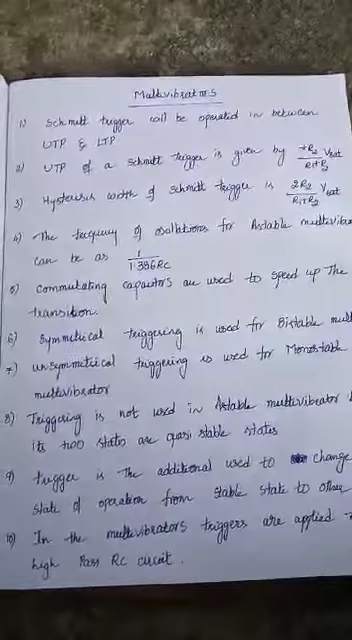 Multivibrators
1) Schmitt trigger will be operated in between
UTP & LTP
2) UTP of a schmitt trigger is given by +R2/R1+R2 Vsat
3) Hysterisis width of schmitt trigger is 2R2/R1+R2 Vsat
4) The frequency of oscillations for Astable multivibra
can be as 1/1.386RC
5) commutating capacitors are used to speed up The
transition.
6) symmetrical triggering is used for Bistable mul
7) unsymmetrical triggering is used for Monostable
multivibrator
8) Triggering is not used in Astable multivibrator
its two states are quasi stable states
9) trigger is The additional used to change
state of operation from stable state to other
10) In the multivibrators triggers are applied
high Pass RC circuit.